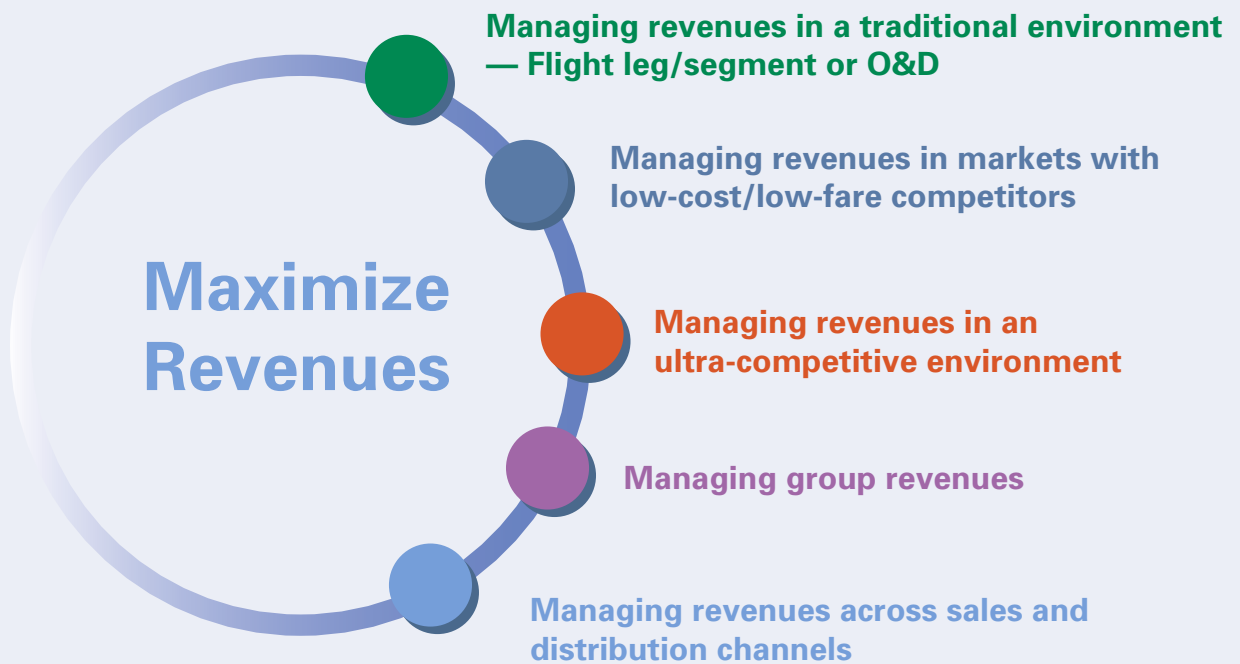 Managing revenues in a traditional environment
— Flight leg/segment or O&D
Managing revenues in markets with
low-cost/low-fare competitors
Maximize
Revenues
Managing revenues in an
ultra-competitive environment
Managing group revenues
Managing revenues across sales and
distribution channels